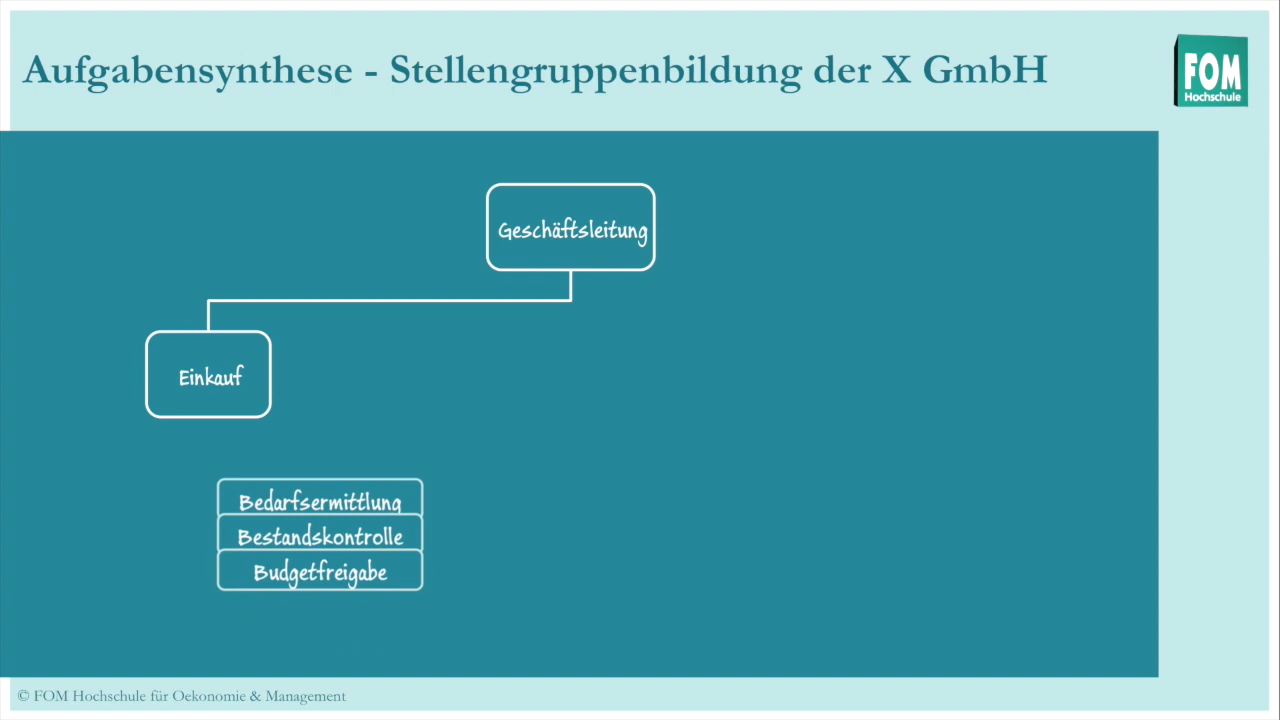 Aufgabensynthese - Stellengruppenbildung der X GmbH
FOM
Hochschule
Geschäftsleitung
Einkauf
Bedarfsermittlung
Bestandskontrolle
Budgetfreigabe
© FOM Hochschule für Oekonomie & Management